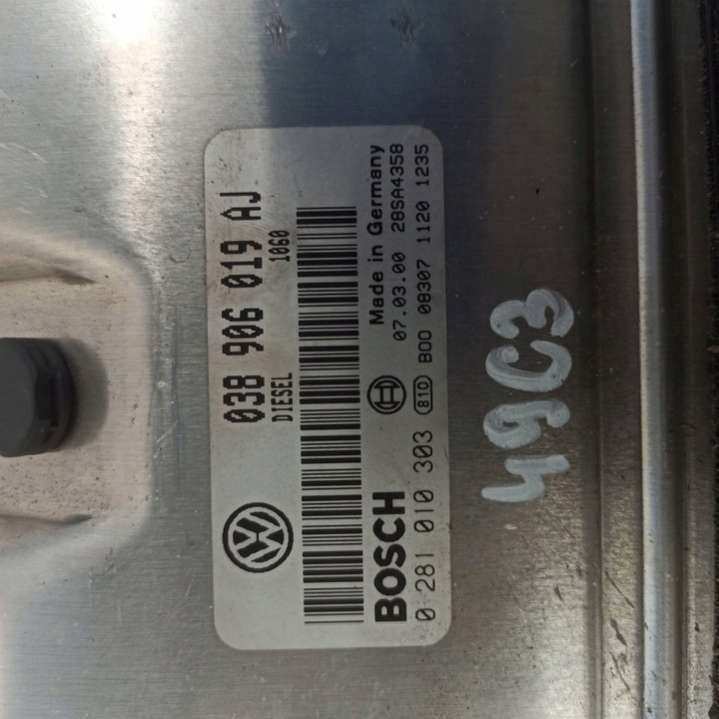 038 906 019 AJ
DIESEL 1060
Made in Germany
07.03.00 28SA4358
BOSCH 810 B00 08307 1120 1235
0 281 010 303
49C3